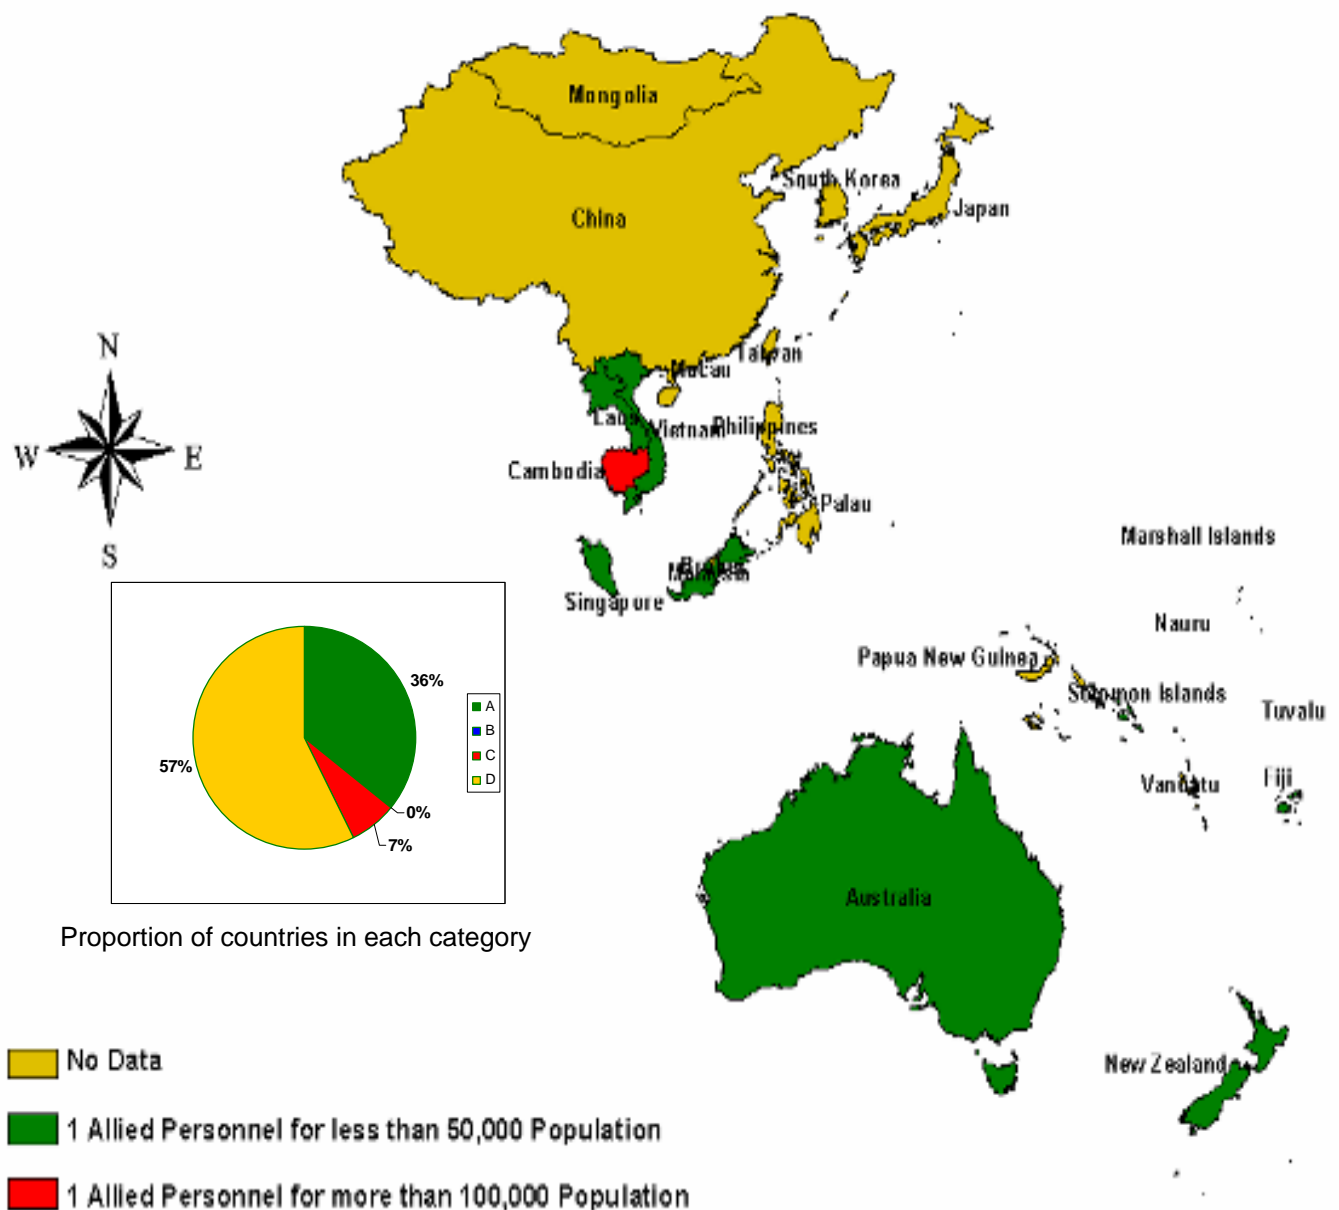 Mongolia
South Korea
Japan
China
Taiwan
Macau
N
W
E
S
Laos
Vietnam
Philippines
Cambodia
Palau
Marshall Islands
Malaysia
Singapore
Nauru
Papua New Guinea
Solomon Islands
Tuvalu
Vanuatu
Fiji
36%
A
B
C
D
57%
0%
7%
Australia
Proportion of countries in each category
New Zealand
No Data
1 Allied Personnel for less than 50,000 Population
1 Allied Personnel for more than 100,000 Population